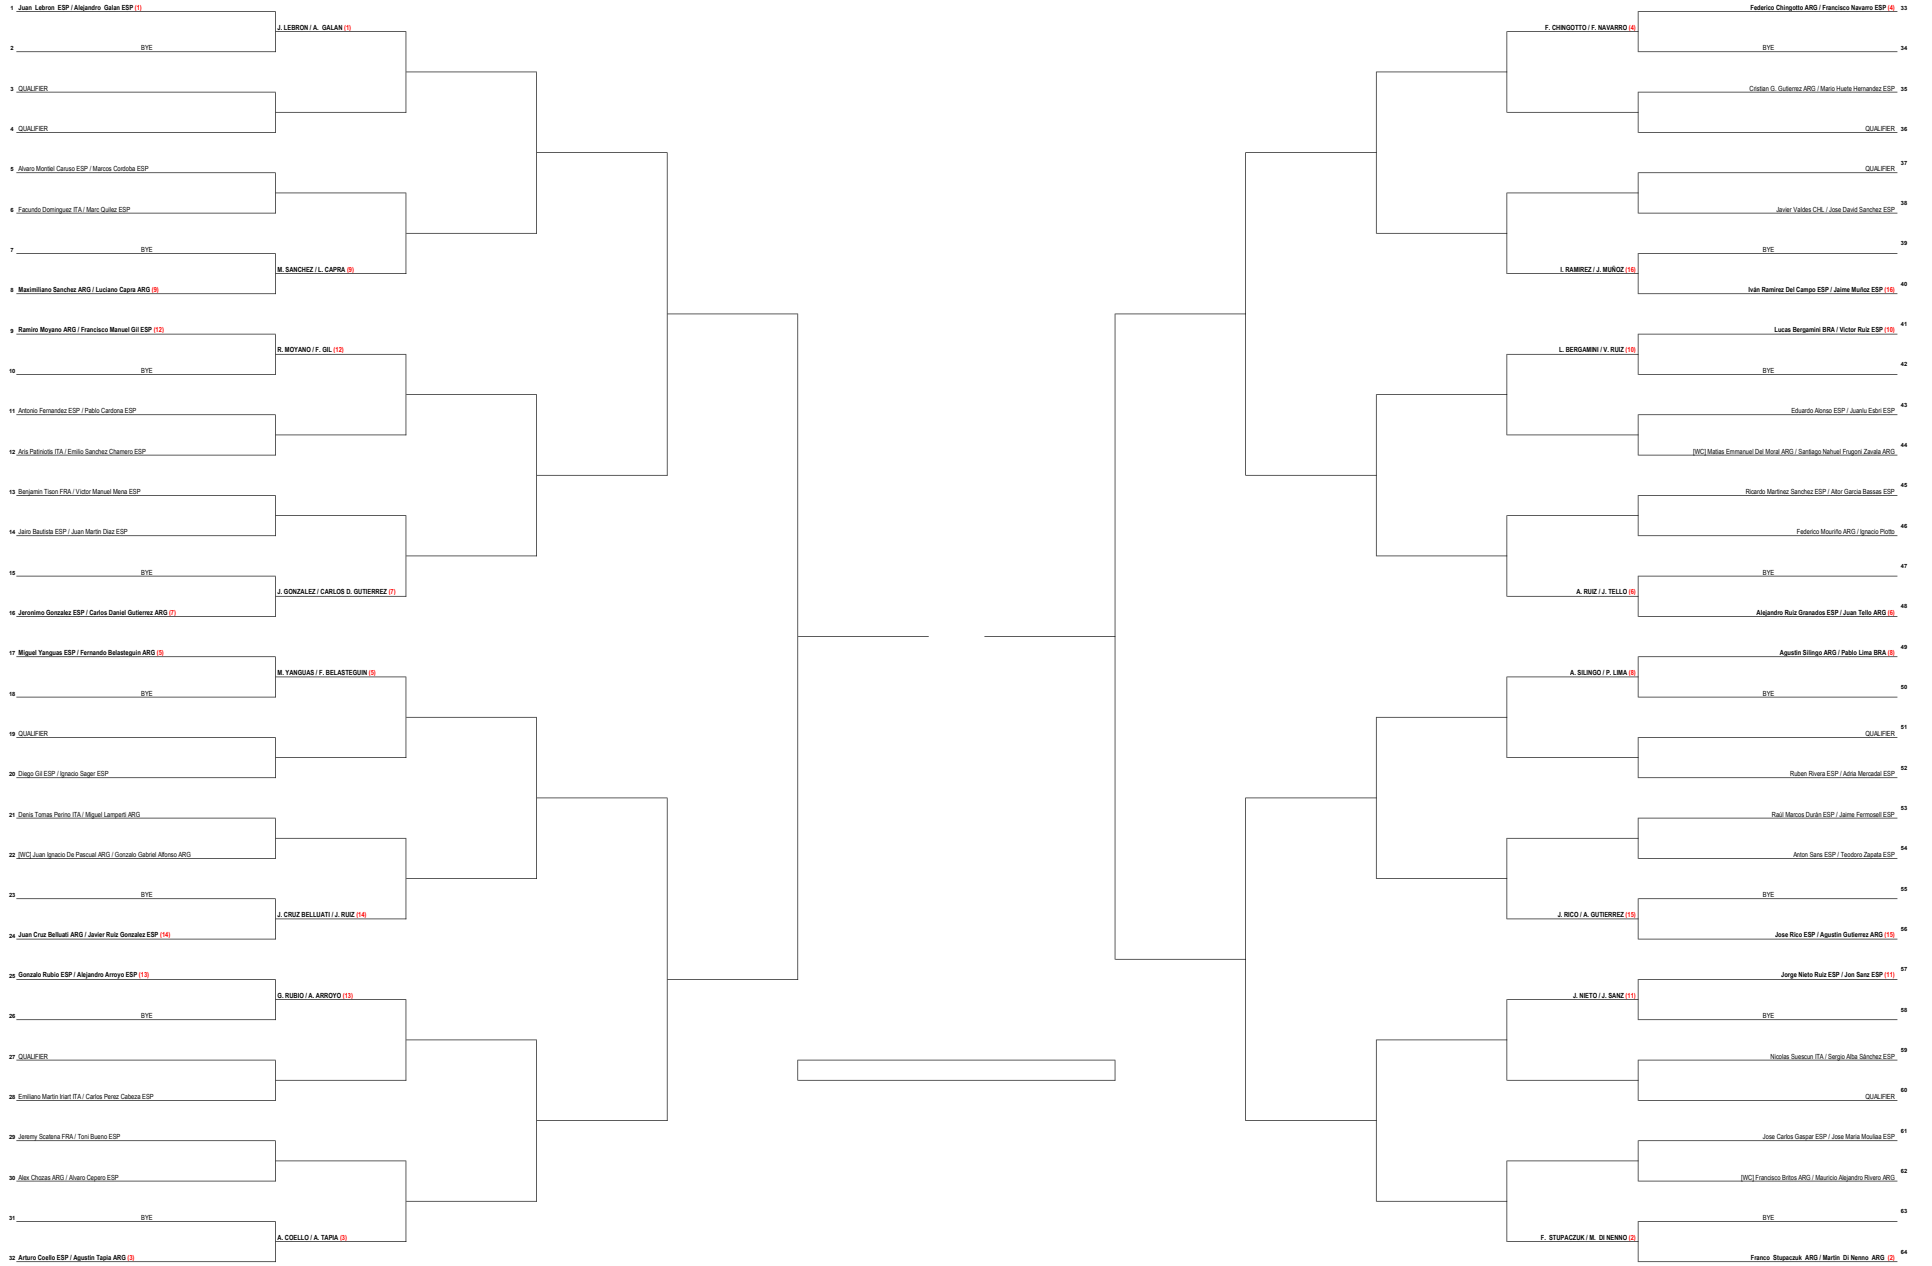 1 Juan Lebron ESP / Alejandro Galan ESP (1)
J. LEBRON / A. GALAN (1)
2 BYE
3 QUALIFIER
4 QUALIFIER
5 Alvaro Montiel Caruso ESP / Marcos Cordoba ESP
6 Facundo Dominguez ITA / Marc Quilez ESP
7 BYE
M. SANCHEZ / L. CAPRA (9)
8 Maximiliano Sanchez ARG / Luciano Capra ARG (9)
9 Ramiro Moyano ARG / Francisco Manuel Gil ESP (12)
R. MOYANO / F. GIL (12)
10 BYE
11 Antonio Fernandez ESP / Pablo Cardona ESP
12 Aris Patiniotis ITA / Emilio Sanchez Chamero ESP
13 Benjamin Tison FRA / Victor Manuel Mena ESP
14 Jairo Bautista ESP / Juan Martin Diaz ESP
15 BYE
J. GONZALEZ / CARLOS D. GUTIERREZ (7)
16 Jeronimo Gonzalez ESP / Carlos Daniel Gutierrez ARG (7)
17 Miguel Yanguas ESP / Fernando Belasteguin ARG (5)
M. YANGUAS / F. BELASTEGUIN (5)
18 BYE
19 QUALIFIER
20 Diego Gil ESP / Ignacio Sager ESP
21 Denis Tomas Perino ITA / Miguel Lamperti ARG
22 [WC] Juan Ignacio De Pascual ARG / Gonzalo Gabriel Alfonso ARG
23 BYE
J. CRUZ BELLUATI / J. RUIZ (14)
24 Juan Cruz Belluati ARG / Javier Ruiz Gonzalez ESP (14)
25 Gonzalo Rubio ESP / Alejandro Arroyo ESP (13)
G. RUBIO / A. ARROYO (13)
26 BYE
27 QUALIFIER
28 Emiliano Martin Iriart ITA / Carlos Perez Cabeza ESP
29 Jeremy Scatena FRA / Toni Bueno ESP
30 Alex Chozas ARG / Alvaro Cepero ESP
31 BYE
A. COELLO / A. TAPIA (3)
32 Arturo Coello ESP / Agustin Tapia ARG (3)
Federico Chingotto ARG / Francisco Navarro ESP (4) 33
F. CHINGOTTO / F. NAVARRO (4)
BYE 34
Cristian G. Gutierrez ARG / Mario Huete Hernandez ESP 35
QUALIFIER 36
QUALIFIER 37
Javier Valdes CHL / Jose David Sanchez ESP 38
BYE 39
I. RAMIREZ / J. MUÑOZ (16)
Iván Ramirez Del Campo ESP / Jaime Muñoz ESP (16) 40
Lucas Bergamini BRA / Victor Ruiz ESP (10) 41
L. BERGAMINI / V. RUIZ (10)
BYE 42
Eduardo Alonso ESP / Juanlu Esbri ESP 43
[WC] Matias Emmanuel Del Moral ARG / Santiago Nahuel Frugoni Zavala ARG 44
Ricardo Martinez Sanchez ESP / Aitor Garcia Bassas ESP 45
Federico Mouriño ARG / Ignacio Piotto 46
BYE 47
A. RUIZ / J. TELLO (6)
Alejandro Ruiz Granados ESP / Juan Tello ARG (6) 48
Agustin Silingo ARG / Pablo Lima BRA (8) 49
A. SILINGO / P. LIMA (8)
BYE 50
QUALIFIER 51
Ruben Rivera ESP / Adria Mercadal ESP 52
Raúl Marcos Durán ESP / Jaime Fermosell ESP 53
Anton Sans ESP / Teodoro Zapata ESP 54
BYE 55
J. RICO / A. GUTIERREZ (15)
Jose Rico ESP / Agustin Gutierrez ARG (15) 56
Jorge Nieto Ruiz ESP / Jon Sanz ESP (11) 57
J. NIETO / J. SANZ (11)
BYE 58
Nicolas Suescun ITA / Sergio Alba Sánchez ESP 59
QUALIFIER 60
Jose Carlos Gaspar ESP / Jose Maria Mouliaa ESP 61
[WC] Francisco Britos ARG / Mauricio Alejandro Rivero ARG 62
BYE 63
F. STUPACZUK / M. DI NENNO (2)
Franco Stupaczuk ARG / Martin Di Nenno ARG (2) 64